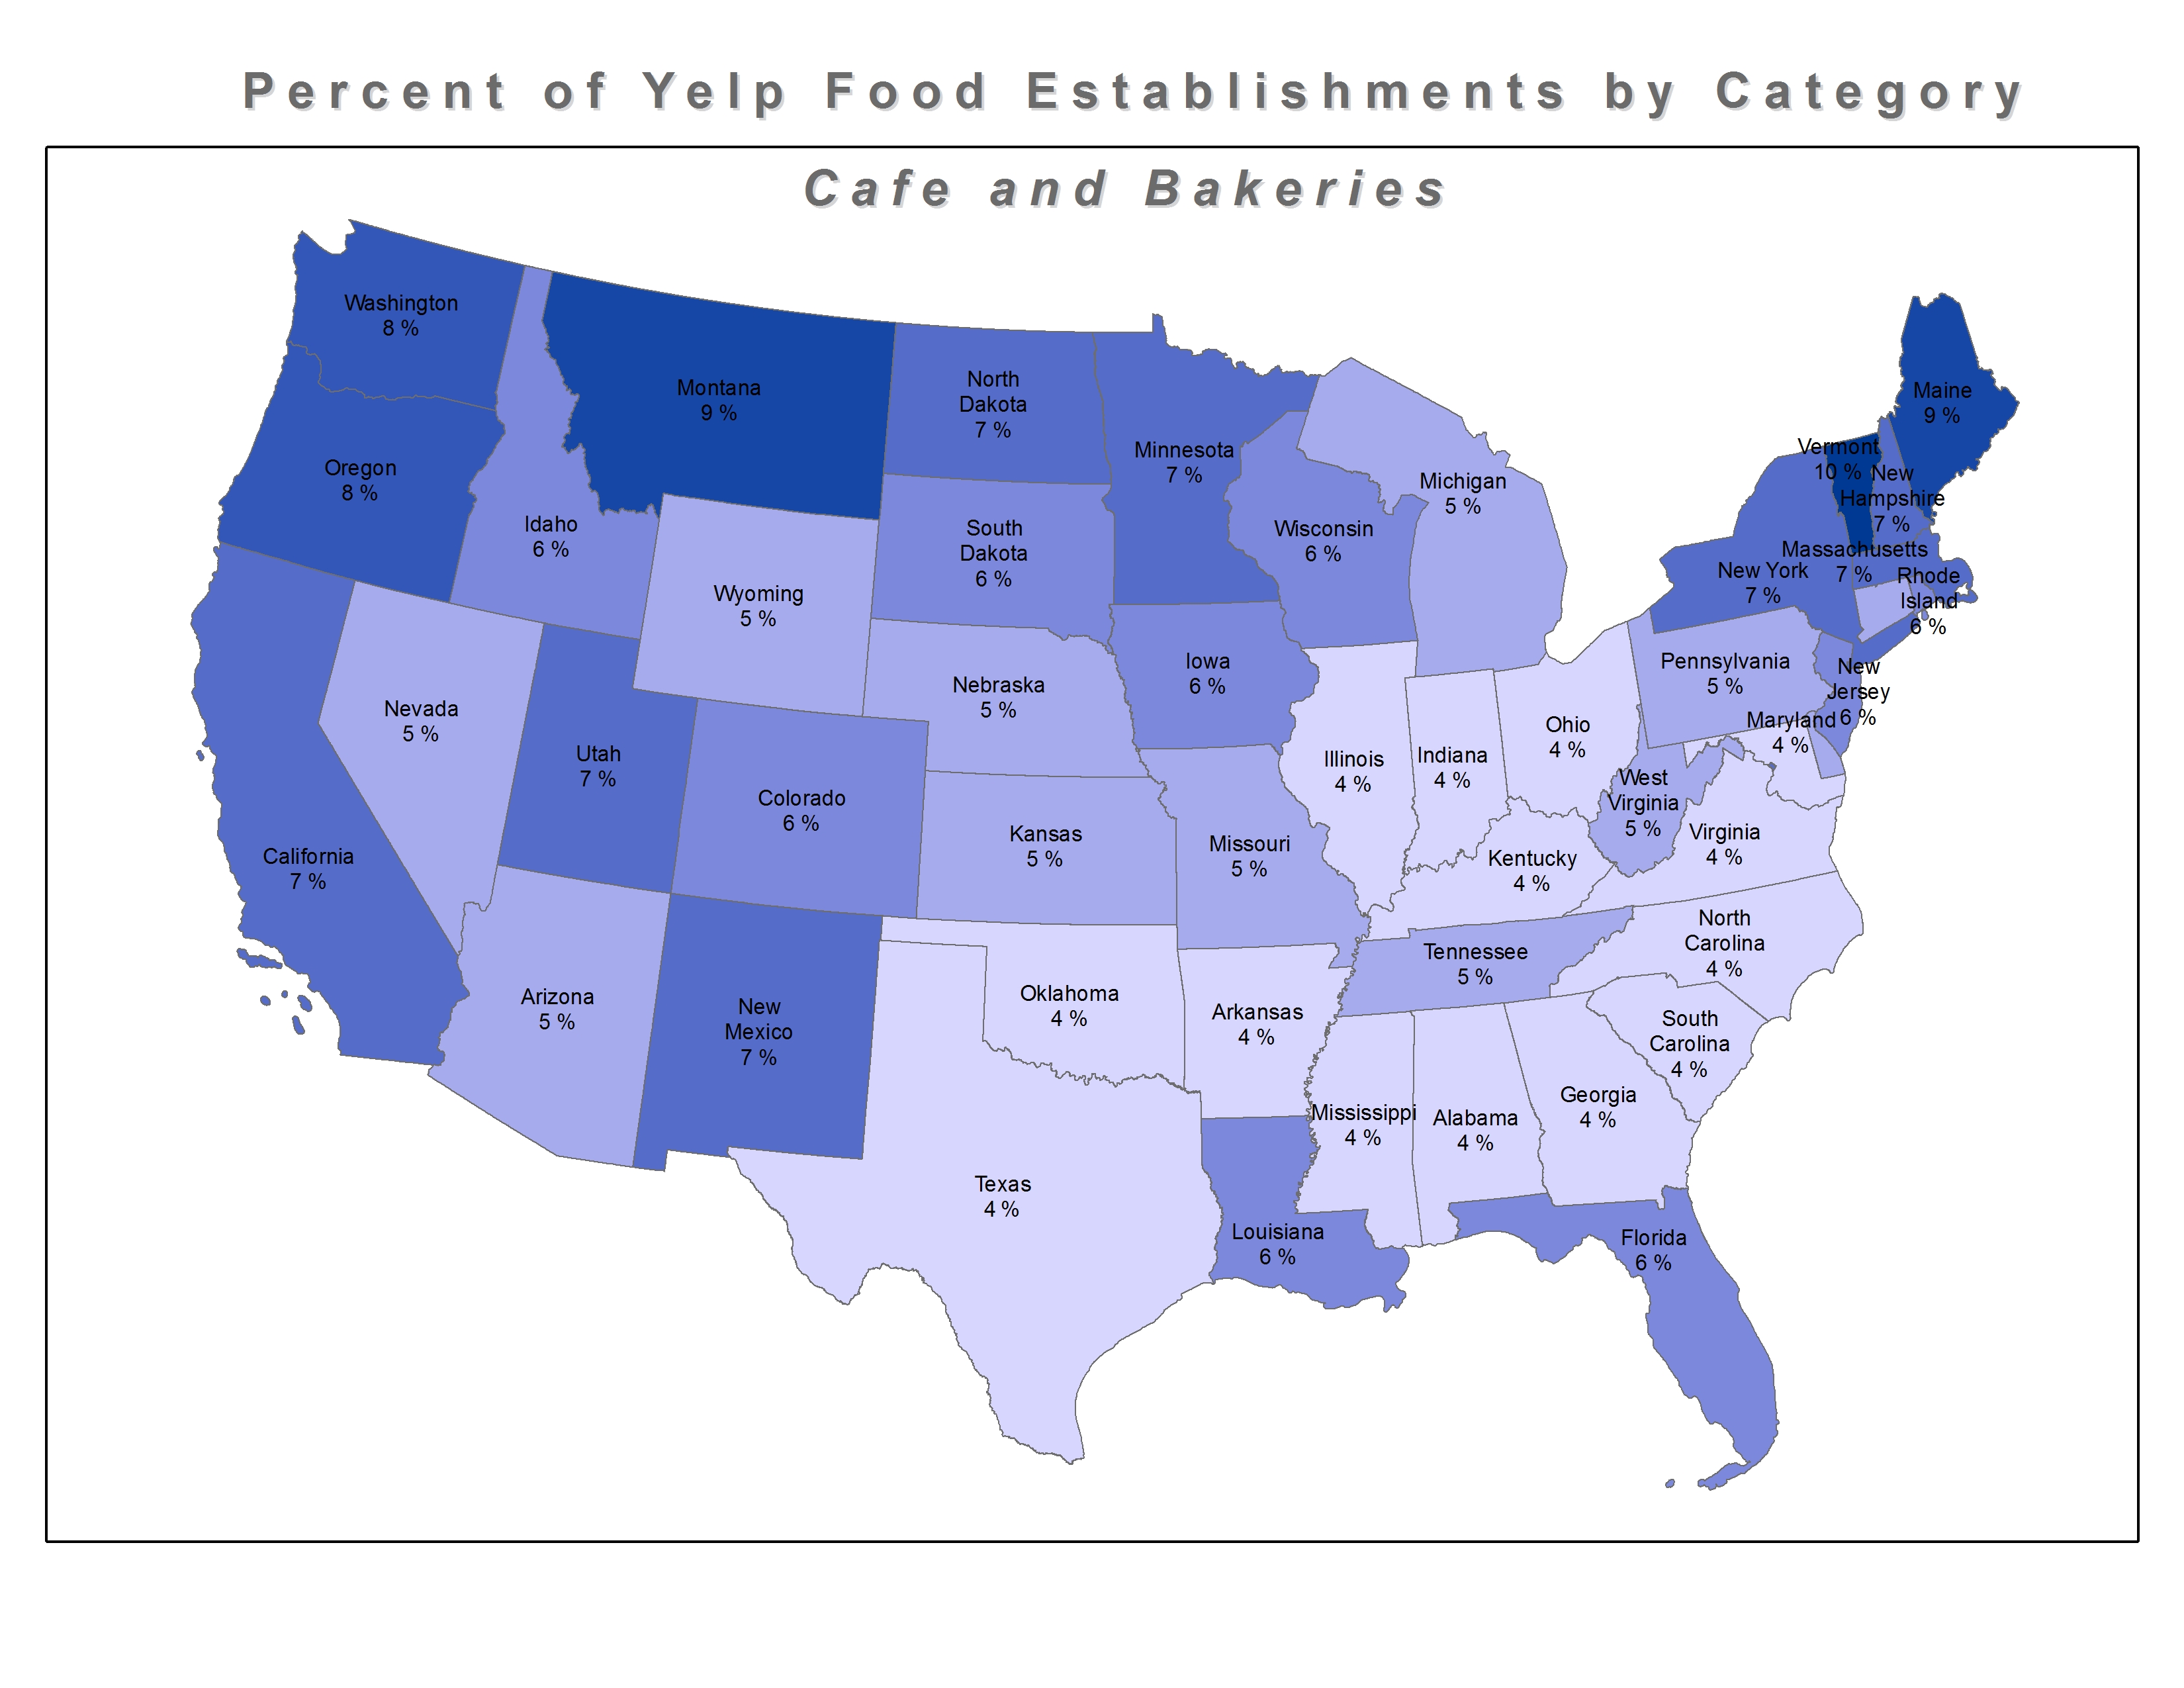 Percent of Yelp Food Establishments by Category
Cafe and Bakeries
Washington
8 %
Montana
9 %
North
Dakota
7 %
Minnesota
7 %
Maine
9 %
Vermont
10 %
New
Hampshire
7 %
Oregon
8 %
Idaho
6 %
Wyoming
5 %
South
Dakota
6 %
Wisconsin
6 %
Michigan
5 %
Massachusetts
7 %
New York
7 %
Rhode
Island
6 %
Nevada
5 %
Utah
7 %
Colorado
6 %
Nebraska
5 %
Iowa
6 %
Illinois
4 %
Indiana
4 %
Ohio
4 %
Pennsylvania
5 %
New
Jersey
6 %
Maryland
4 %
West
Virginia
5 %
Virginia
4 %
California
7 %
Kansas
5 %
Missouri
5 %
Kentucky
4 %
North
Carolina
4 %
Tennessee
5 %
Arizona
5 %
New
Mexico
7 %
Oklahoma
4 %
Arkansas
4 %
South
Carolina
4 %
Mississippi
4 %
Alabama
4 %
Georgia
4 %
Texas
4 %
Louisiana
6 %
Florida
6 %